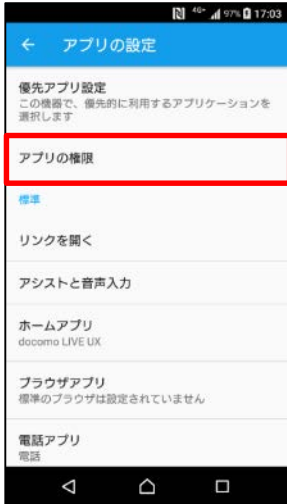 4G+ 97% 17:03
アプリの設定
優先アプリ設定
この機器で、優先的に利用するアプリケーションを
選択します
アプリの権限
標準
リンクを開く
アシストと音声入力
ホームアプリ
docomo LIVE UX
ブラウザアプリ
標準のブラウザは設定されていません
電話アプリ
電話